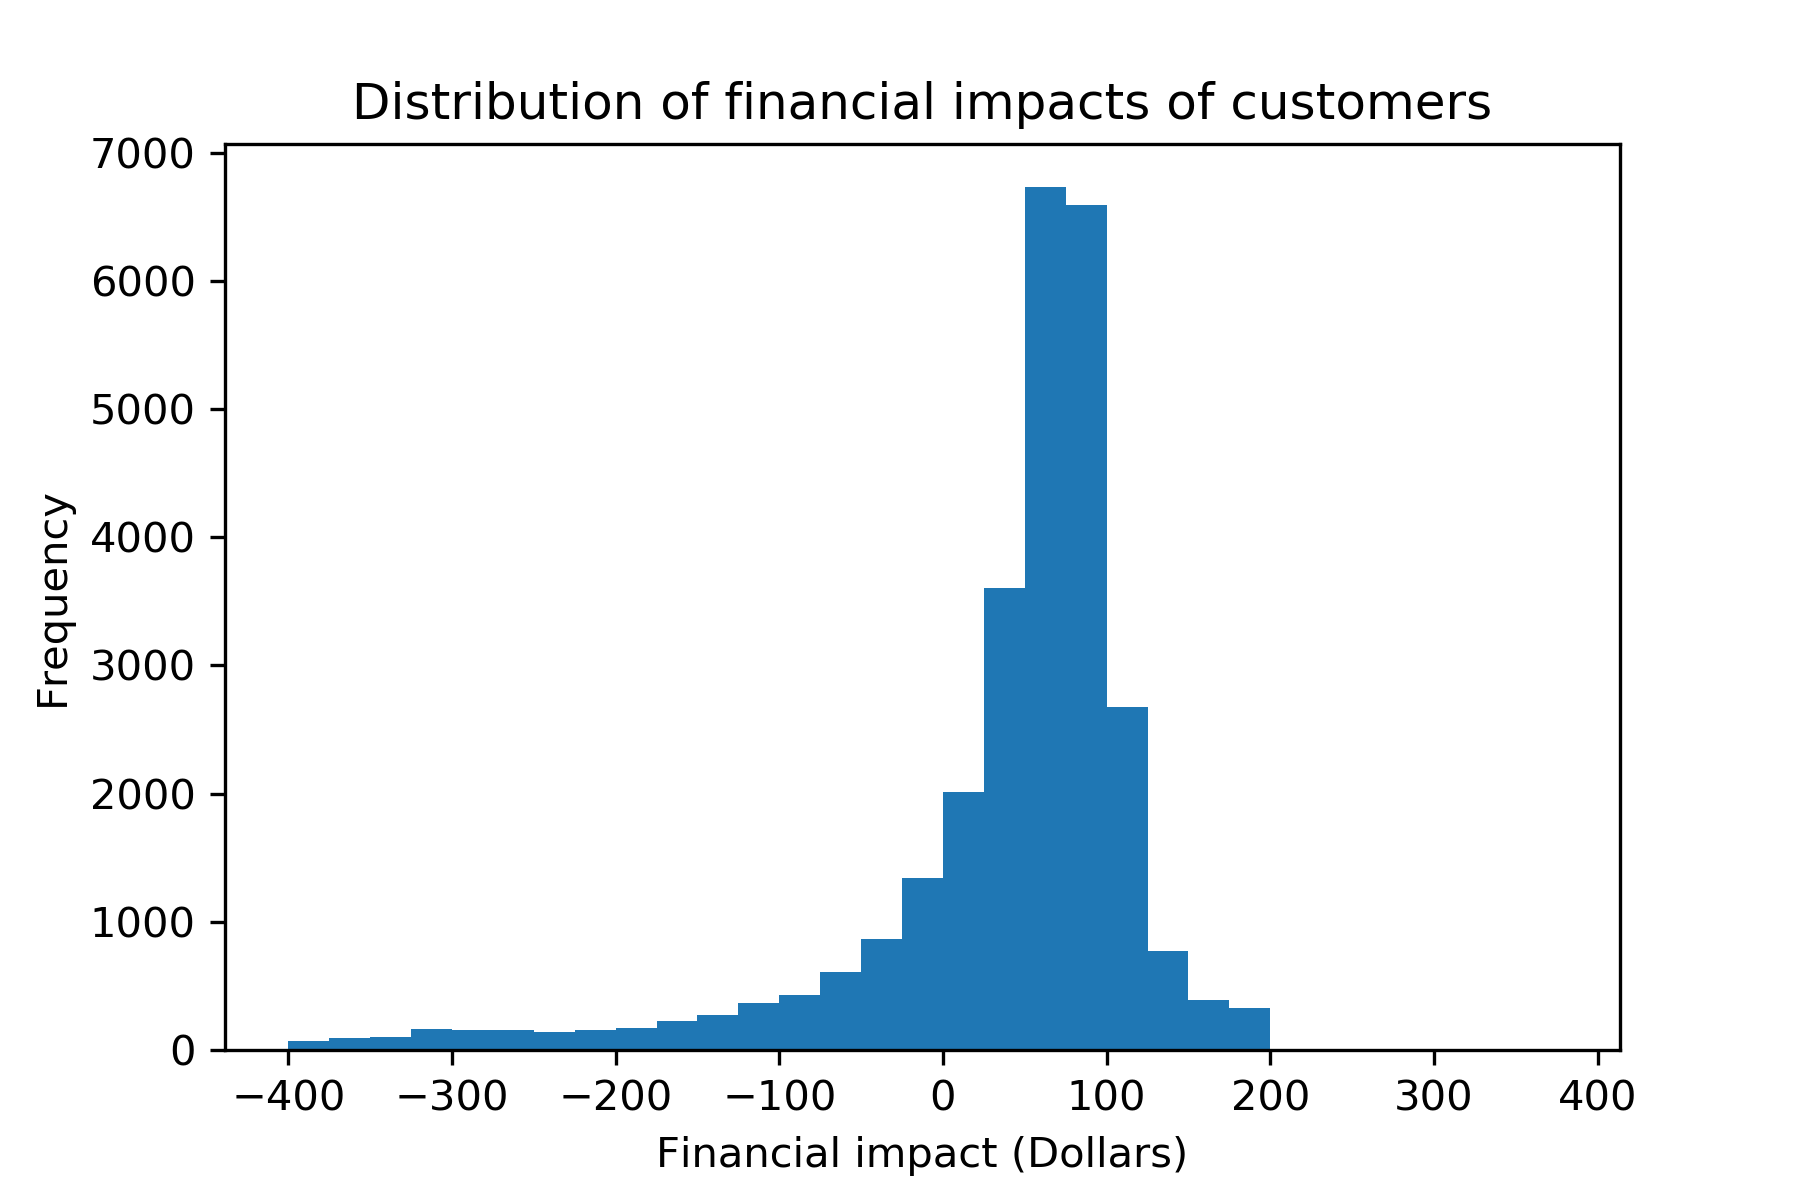 Distribution of financial impacts of customers
7000
6000
5000
4000
3000
2000
1000
0
Frequency
−400 −300 −200 −100 0 100 200 300 400
Financial impact (Dollars)